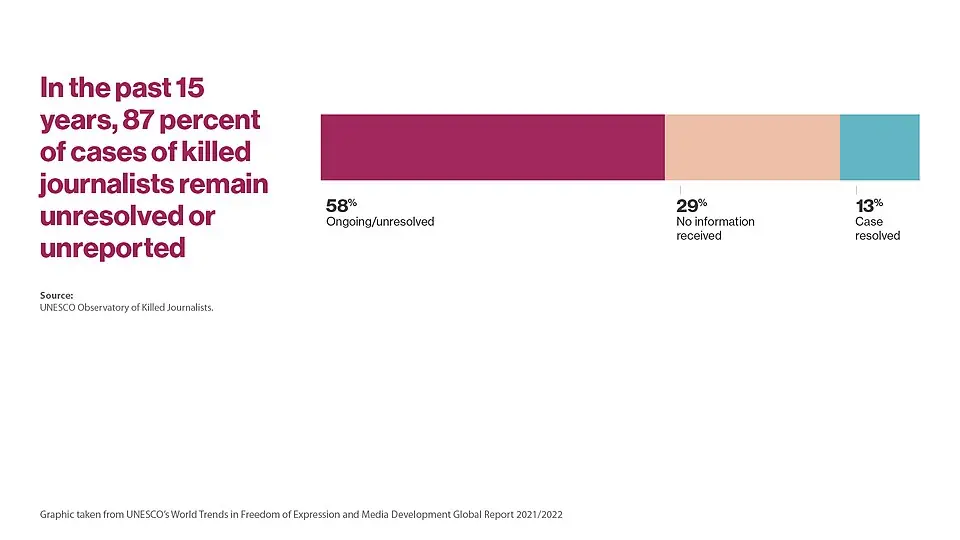 In the past 15
years, 87 percent
of cases of killed
journalists remain
unresolved or
unreported
Source:
UNESCO Observatory of Killed Journalists.
58%
Ongoing/unresolved
29%
No information
received
13%
Case
resolved
Graphic taken from UNESCO's World Trends in Freedom of Expression and Media Development Global Report 2021/2022